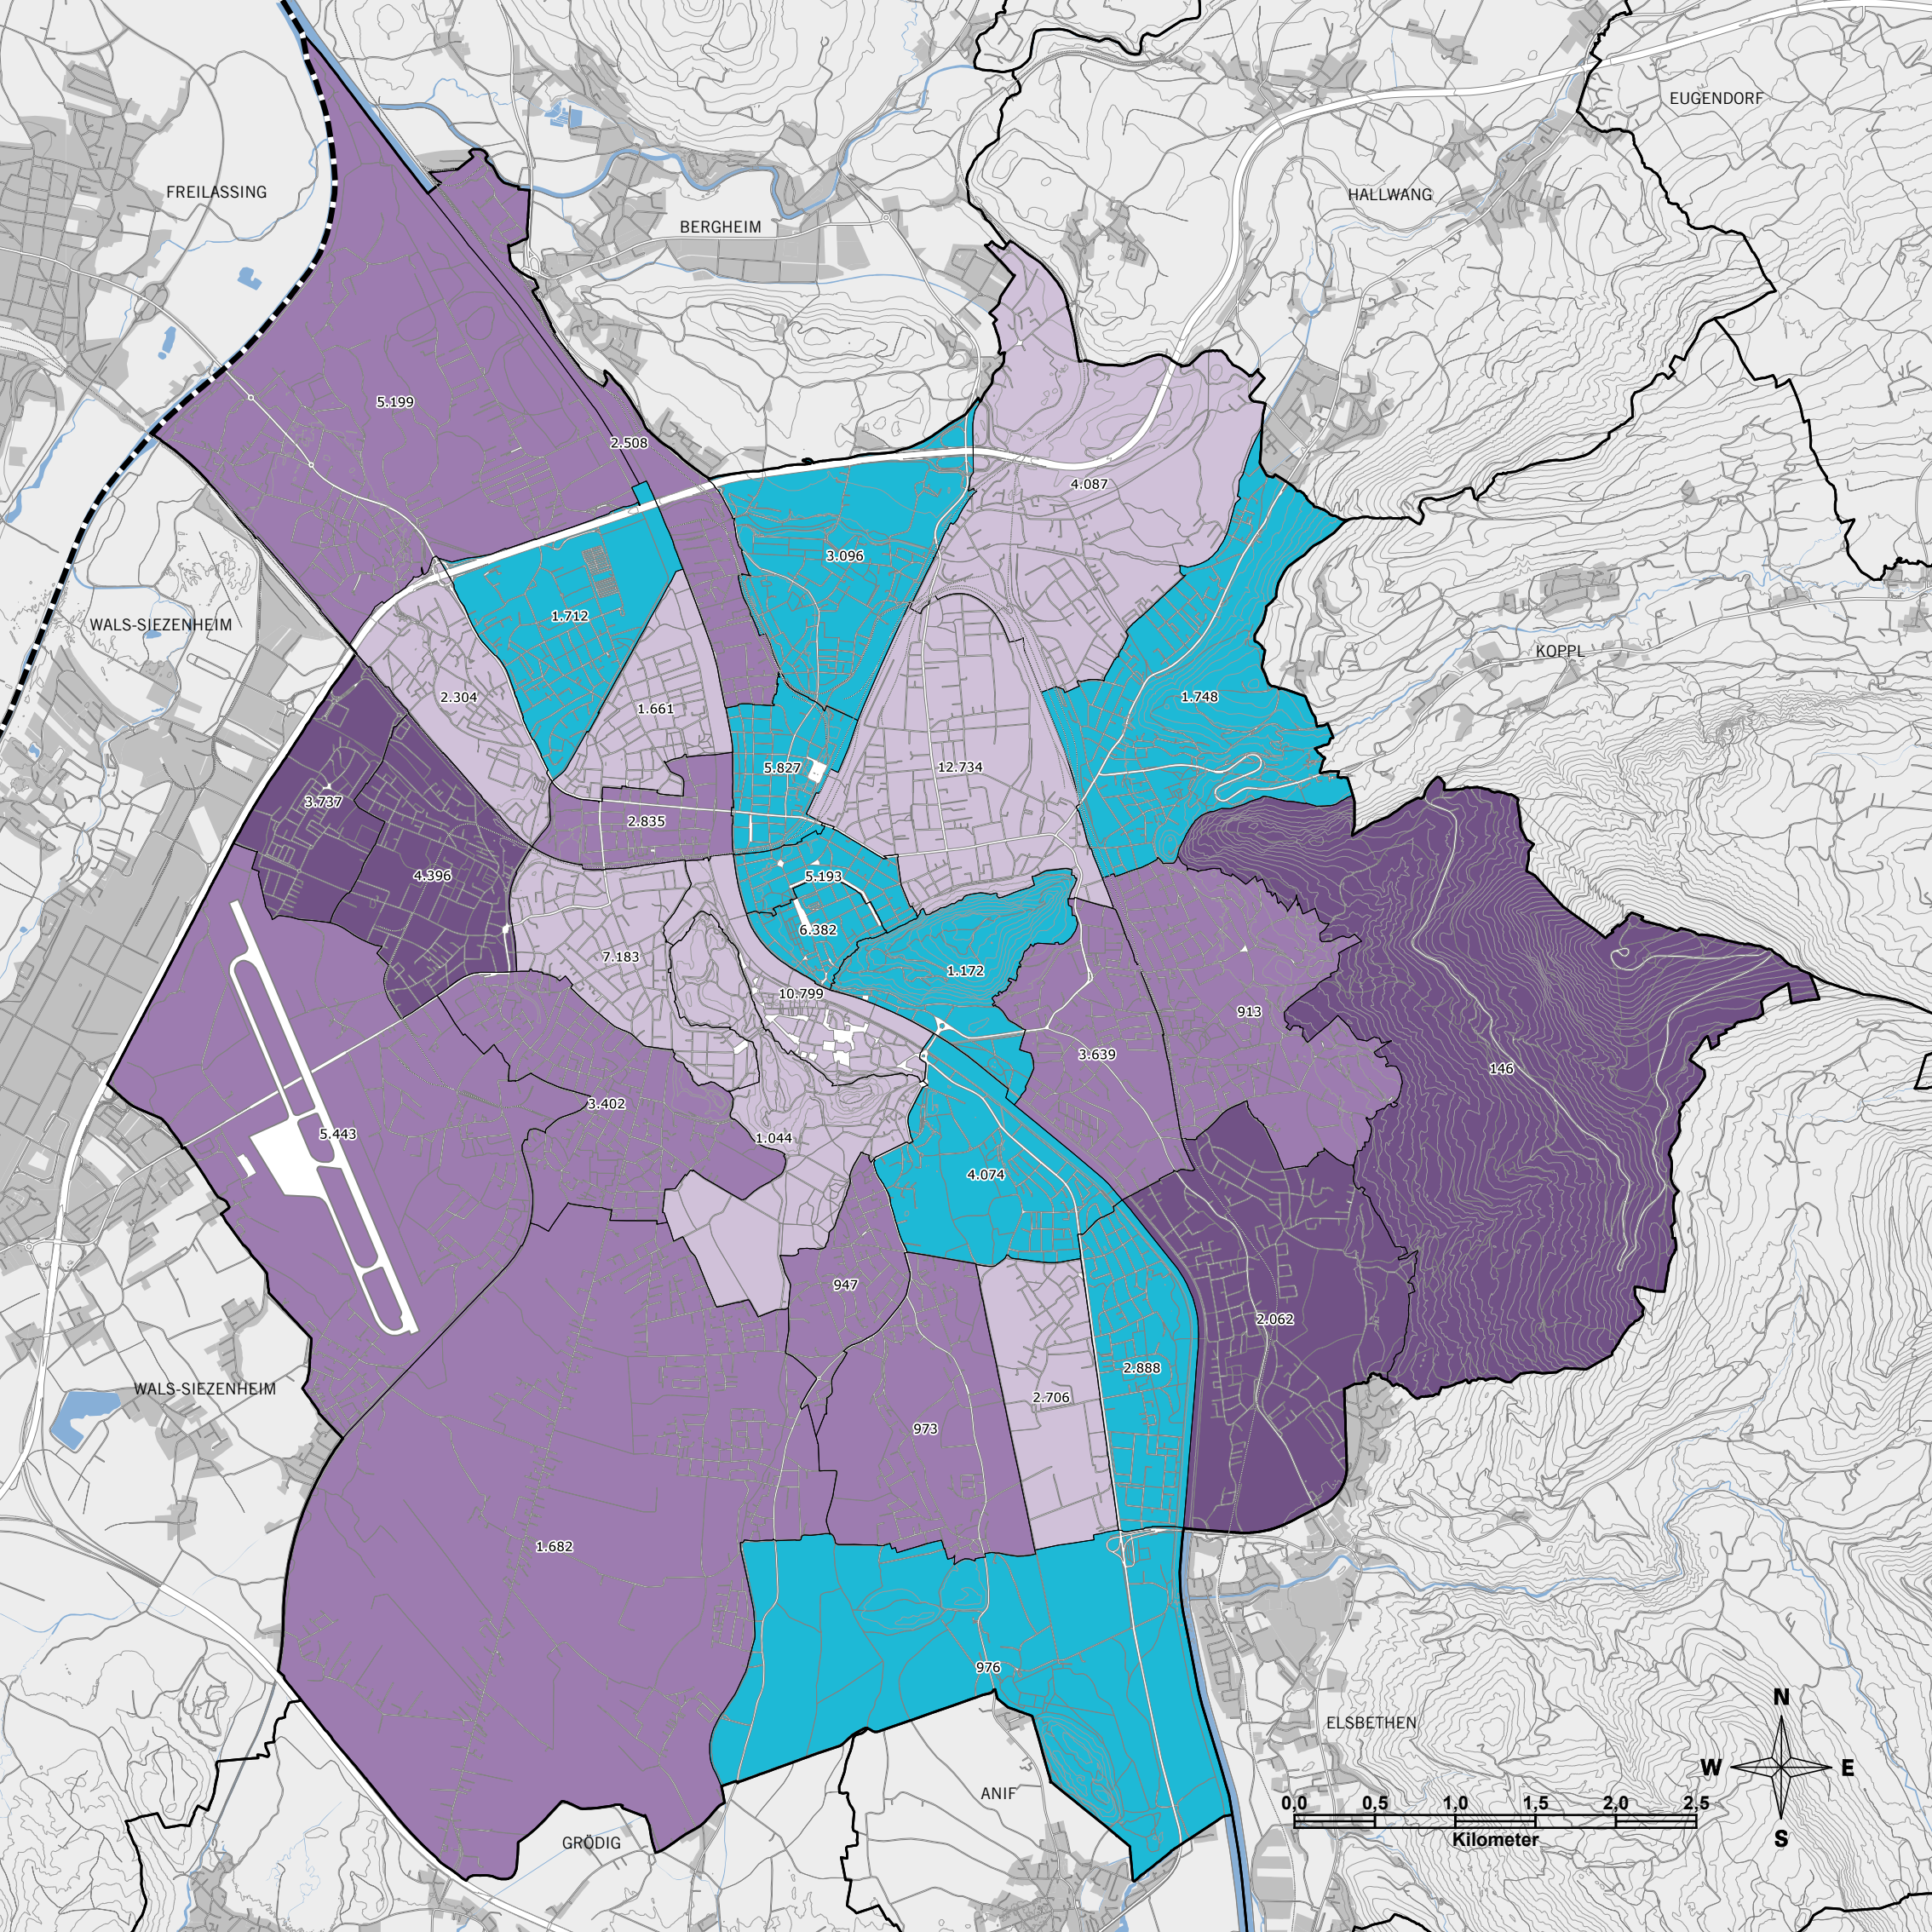 EUGENDORF
FREILASSING
HALLWANG
BERGHEIM
5.199
2.508
4.087
3.096
1.712
WALS-SIEZENHEIM
KOPPL
2.304
1.748
1.661
5.827
12.734
3.737
2.835
4.396
5.193
6.382
7.183
1.172
10.799
913
3.639
146
3.402
5.443
1.044
4.074
947
2.062
2.888
WALS-SIEZENHEIM
2.706
973
1.682
976
N
ELSBETHEN
W
E
ANIF
0,0 0,5 1,0 1,5 2,0 2,5
Kilometer
S
GRÖDIG